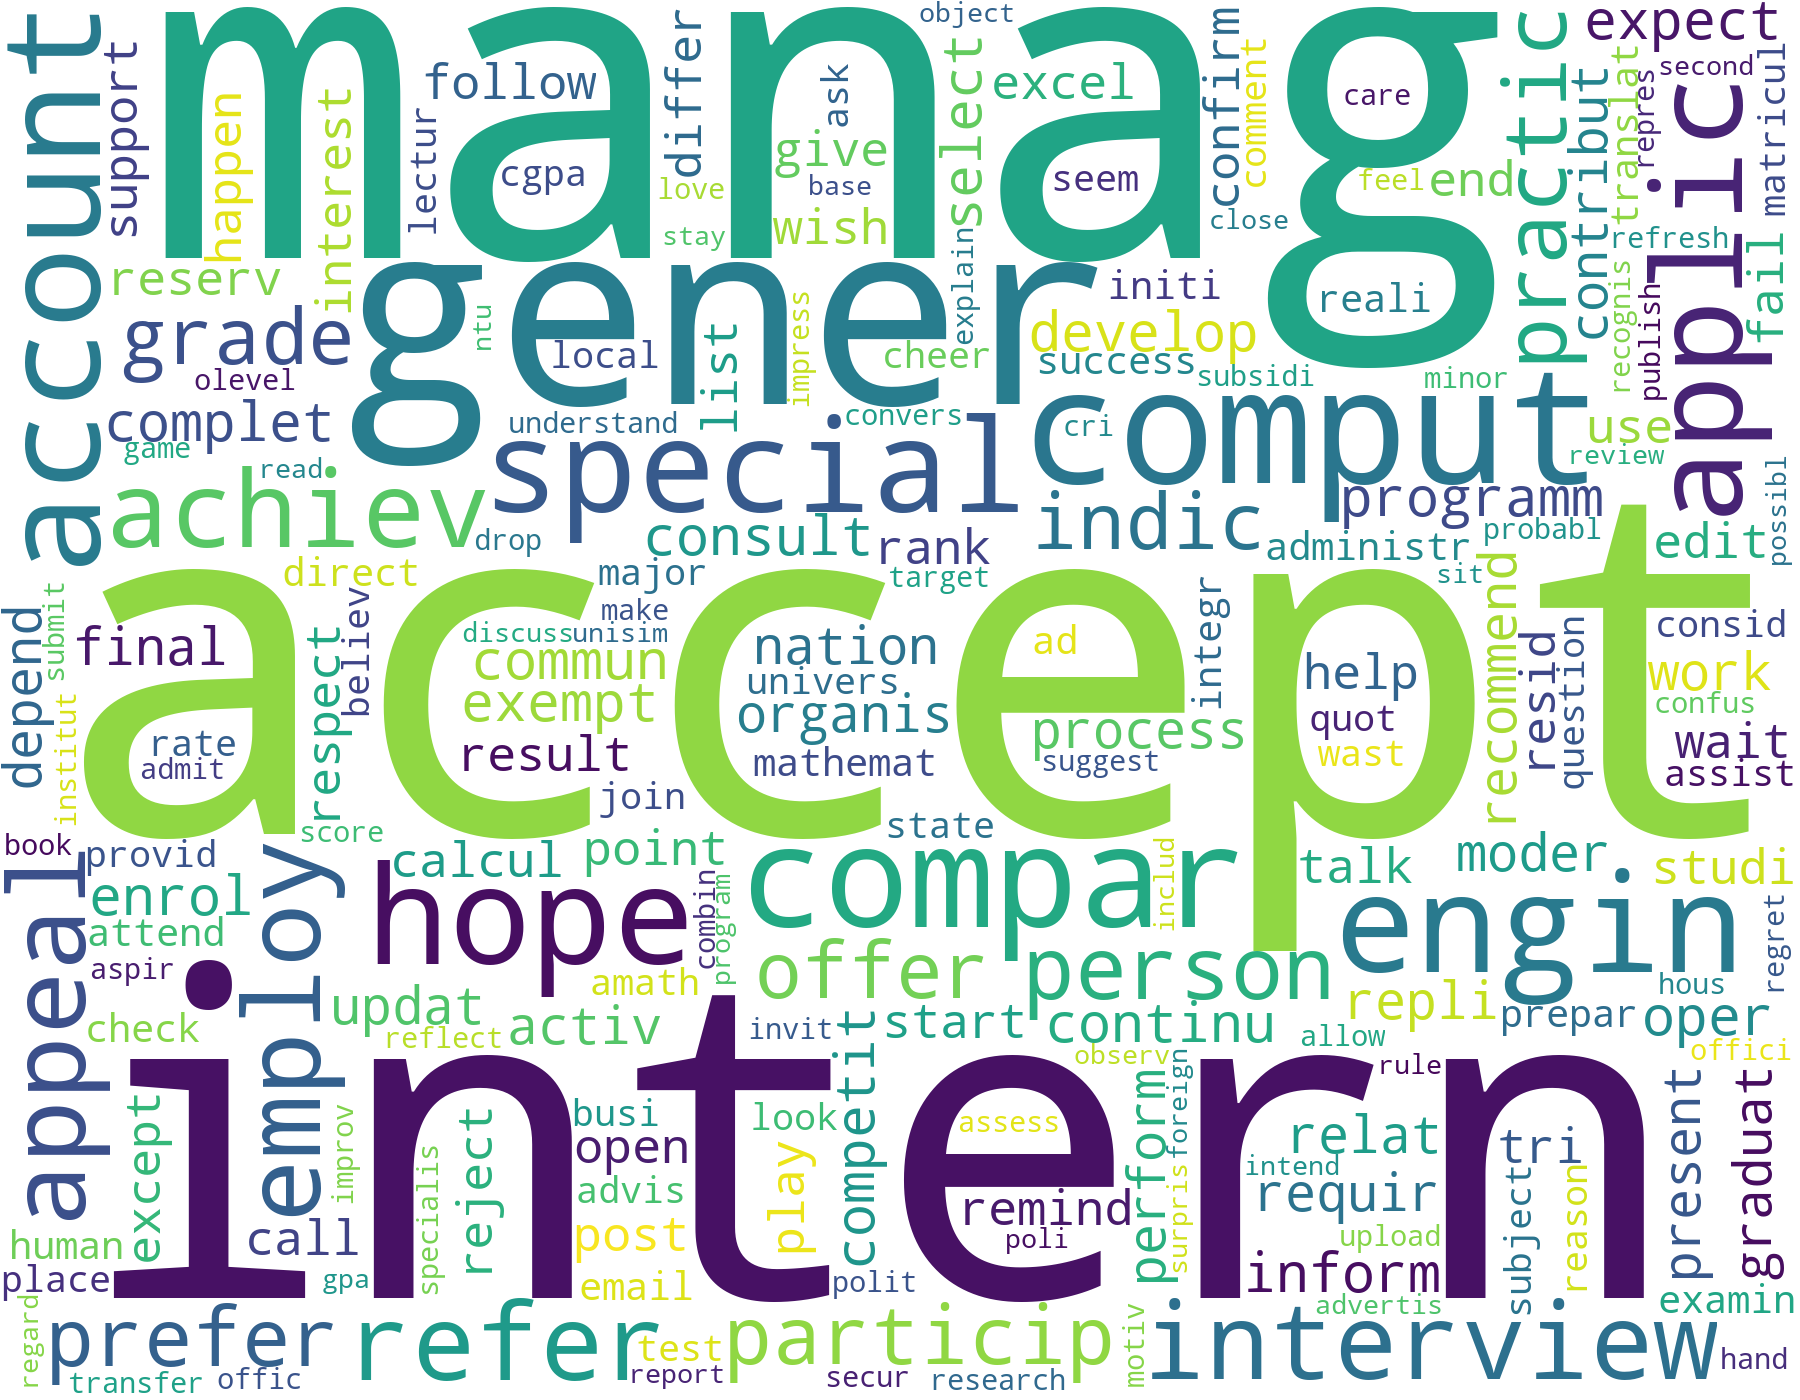 manag
accept
intern
gener
account
comput
special
applic
compar
hope
engin
employ
appeal
achiev
interview
refer
prefer
particip
practic
person
grade
indic
offer
develop
complet
programm
expect
object
follow
differ
ask
excel
care
second
support
happen
interest
lectur
cgpa
love
stay
give
base
wish
select
seem
confirm
comment
close
feel
end
contribut
translat
repres
matricul
refresh
reserv
olevel
game
read
ntu
local
understand
impress
list
convers
cheer
explain
initi
reali
success
subsidi
minor
cri
recognis
publish
fail
use
review
possibl
probabl
edit
administr
sit
drop
consult
rank
target
direct
major
make
discuss
unisim
commun
exempt
result
join
nation
univers
organis
mathemat
ad
process
suggest
integr
help
quot
wast
recommend
resid
question
consid
work
confus
wait
assist
depend
submit
institut
final
rate
admit
respect
believ
score
book
provid
enrol
attend
aspir
check
calcul
point
state
combin
program
includ
talk
moder
studi
regret
hous
amath
updat
reflect
activ
invit
start
continu
repli
prepar
oper
allow
offici
observ
rule
competit
perform
foreign
surpris
except
improv
specialis
reject
busi
open
advis
post
email
look
play
assess
remind
poli
polit
relat
intend
requir
inform
upload
advertis
tri
subject
reason
present
graduat
examin
human
call
place
gpa
regard
transfer
offic
test
report
secur
research
motiv
hand